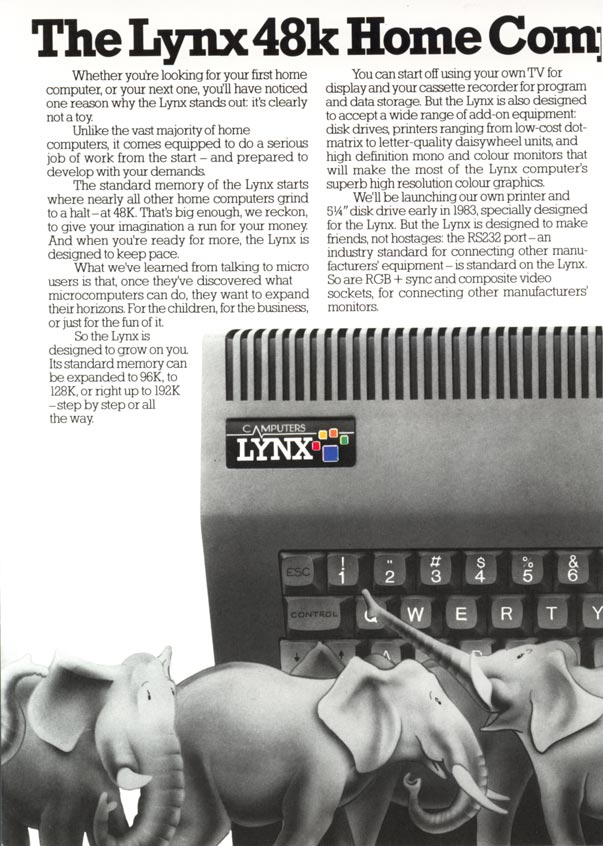 The Lynx 48k Home Com
Whether you're looking for your first home
computer, or your next one, you'll have noticed
one reason why the Lynx stands out: it's clearly
not a toy.
Unlike the vast majority of home
computers, it comes equipped to do a serious
job of work from the start – and prepared to
develop with your demands.
The standard memory of the Lynx starts
where nearly all other home computers grind
to a halt – at 48K. That's big enough, we reckon,
to give your imagination a run for your money.
And when you're ready for more, the Lynx is
designed to keep pace.
What we've learned from talking to micro
users is that, once they've discovered what
microcomputers can do, they want to expand
their horizons. For the children, for the business,
or just for the fun of it.
So the Lynx is
designed to grow on you.
Its standard memory can
be expanded to 96K, to
128K, or right up to 192K
– step by step or all
the way.
You can start off using your own TV for
display and your cassette recorder for program
and data storage. But the Lynx is also designed
to accept a wide range of add-on equipment:
disk drives, printers ranging from low-cost dot-
matrix to letter-quality daisywheel units, and
high definition mono and colour monitors that
will make the most of the Lynx computer's
superb high resolution colour graphics.
We'll be launching our own printer and
5¼" disk drive early in 1983, specially designed
for the Lynx. But the Lynx is designed to make
friends, not hostages: the RS232 port – an
industry standard for connecting other manu-
facturers' equipment – is standard on the Lynx.
So are RGB + sync and composite video
sockets, for connecting other manufacturers'
monitors.
CAMPUTERS
LYNX
! " # $ % &
ESC 1 2 3 4 5 6
CONTROL Q W E R T Y
↓ ↑ A